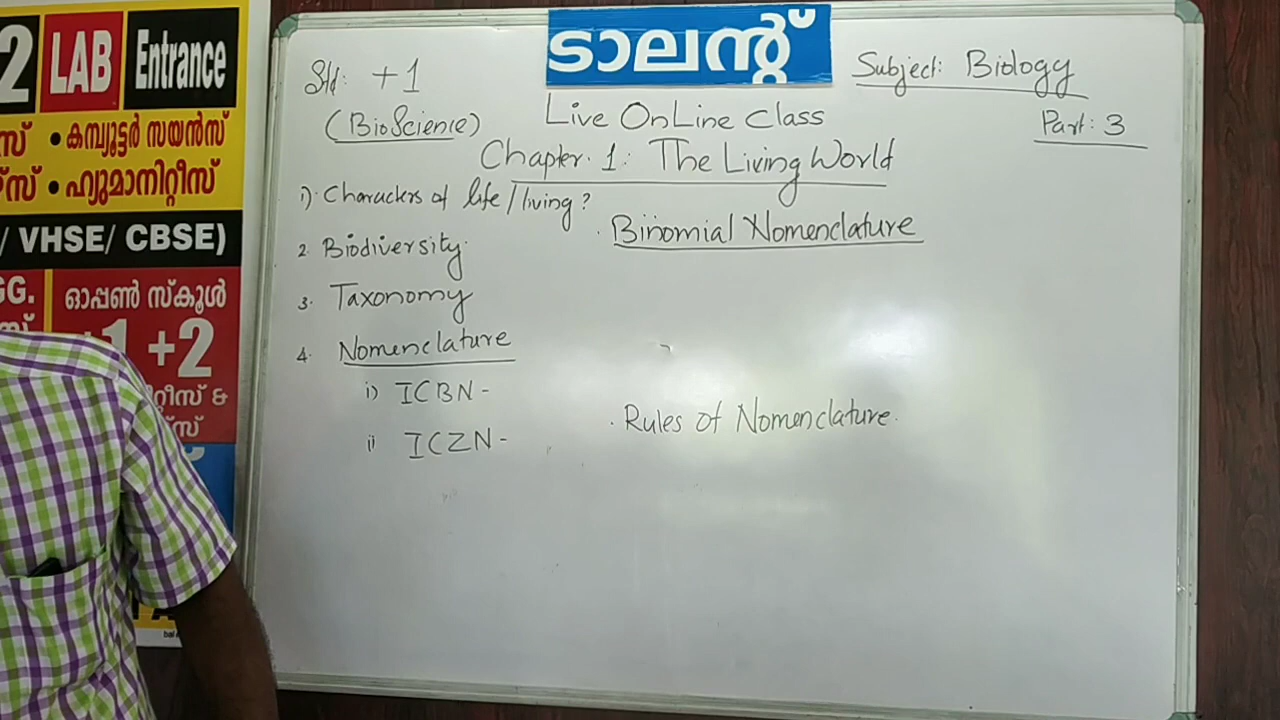 2 LAB Entrance
സ് • കമ്പ്യൂട്ടർ സയൻസ്
സ് • ഹ്യുമാനിറ്റീസ്
/ VHSE/ CBSE)
GG.
ഓപ്പൺ സ്കൂൾ
+1 +2
റ്റീസ് &
സ്
ടാലന്റ്
Std: +1
(BioScience)
Subject: Biology
Live OnLine Class
Part: 3
Chapter. 1: The Living World
1) Characters of life/living?
Binomial Nomenclature
2. Biodiversity
3. Taxonomy
4. Nomenclature
i) ICBN -
. Rules of Nomenclature.
ii ICZN -